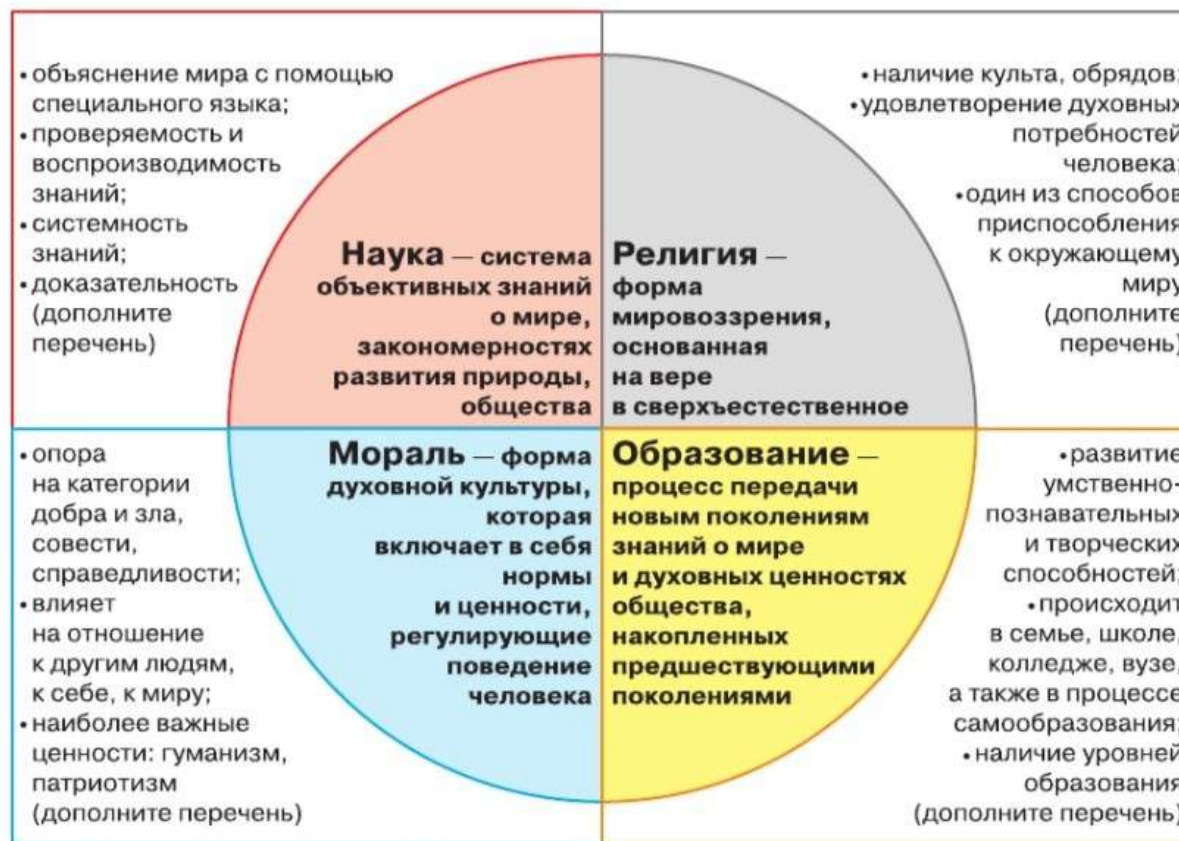 • объяснение мира с помощью
специального языка;
• проверяемость и
воспроизводимость
знаний;
• системность
знаний;
• доказательность
(дополните
перечень)
Наука — система
объективных знаний
о мире,
закономерностях
развития природы,
общества
• наличие культа, обрядов;
• удовлетворение духовных
потребностей
человека;
• один из способов
приспособления
к окружающему
миру
(дополните
перечень)
Религия —
форма
мировоззрения,
основанная
на вере
в сверхъестественное
• опора
на категории
добра и зла,
совести,
справедливости;
• влияет
на отношение
к другим людям,
к себе, к миру;
• наиболее важные
ценности: гуманизм,
патриотизм
(дополните перечень)
Мораль — форма
духовной культуры,
которая
включает в себя
нормы
и ценности,
регулирующие
поведение
человека
Образование —
процесс передачи
новым поколениям
знаний о мире
и духовных ценностях
общества,
накопленных
предшествующими
поколениями
• развитие
умственно-
познавательных
и творческих
способностей;
• происходит
в семье, школе,
колледже, вузе,
а также в процессе
самообразования;
• наличие уровней
образования
(дополните перечень)